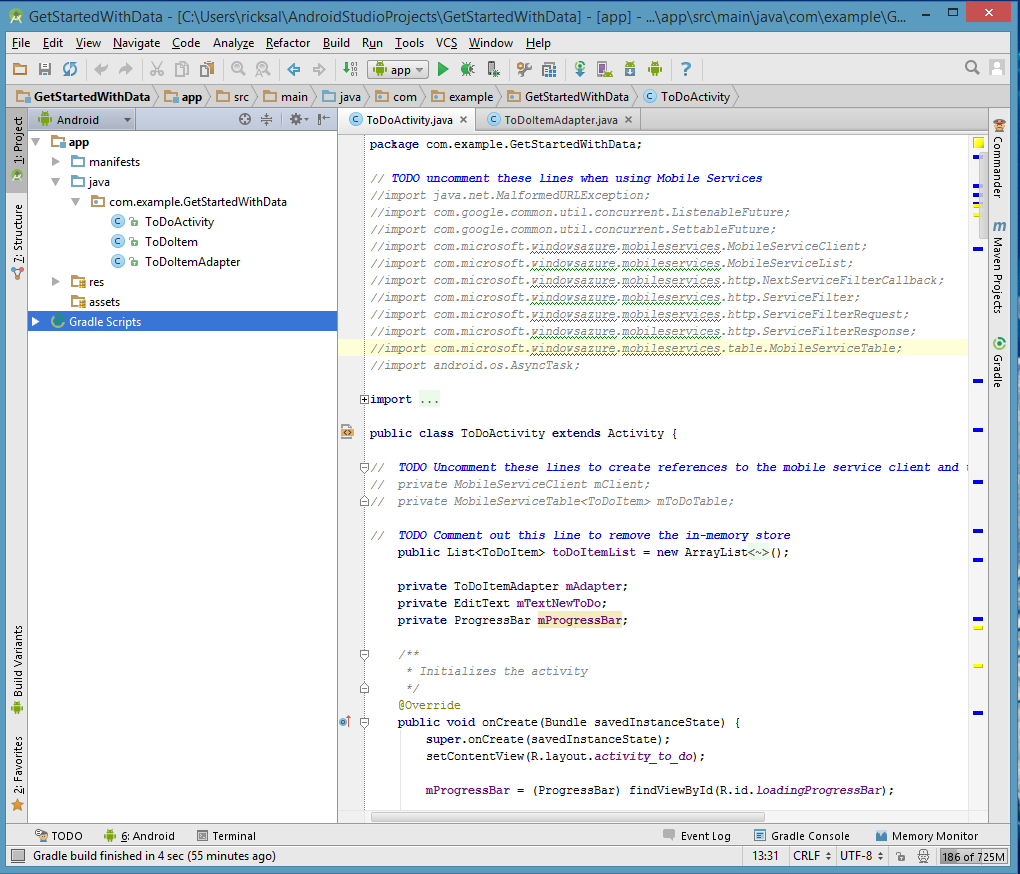 GetStartedWithData - [C:\Users\ricksal\AndroidStudioProjects\GetStartedWithData] - [app] - ...\app\src\main\java\com\example\G...
File Edit View Navigate Code Analyze Refactor Build Run Tools VCS Window Help
app
GetStartedWithData app src main java com example GetStartedWithData ToDoActivity
1: Project
7: Structure
Build Variants
2: Favorites
Android
app
manifests
java
com.example.GetStartedWithData
ToDoActivity
ToDoItem
ToDoItemAdapter
res
assets
Gradle Scripts
ToDoActivity.java ToDoItemAdapter.java
package com.example.GetStartedWithData;
// TODO uncomment these lines when using Mobile Services
//import java.net.MalformedURLException;
//import com.google.common.util.concurrent.ListenableFuture;
//import com.google.common.util.concurrent.SettableFuture;
//import com.microsoft.windowsazure.mobileservices.MobileServiceClient;
//import com.microsoft.windowsazure.mobileservices.MobileServiceList;
//import com.microsoft.windowsazure.mobileservices.http.NextServiceFilterCallback;
//import com.microsoft.windowsazure.mobileservices.http.ServiceFilter;
//import com.microsoft.windowsazure.mobileservices.http.ServiceFilterRequest;
//import com.microsoft.windowsazure.mobileservices.http.ServiceFilterResponse;
//import com.microsoft.windowsazure.mobileservices.table.MobileServiceTable;
//import android.os.AsyncTask;
import ...
public class ToDoActivity extends Activity {
// TODO Uncomment these lines to create references to the mobile service client and
// private MobileServiceClient mClient;
// private MobileServiceTable<ToDoItem> mToDoTable;
// TODO Comment out this line to remove the in-memory store
public List<ToDoItem> toDoItemList = new ArrayList<~>();
private ToDoItemAdapter mAdapter;
private EditText mTextNewToDo;
private ProgressBar mProgressBar;
/**
* Initializes the activity
*/
@Override
public void onCreate(Bundle savedInstanceState) {
super.onCreate(savedInstanceState);
setContentView(R.layout.activity_to_do);
mProgressBar = (ProgressBar) findViewById(R.id.loadingProgressBar);
Commander
Maven Projects
Gradle
TODO 6: Android Terminal Event Log Gradle Console Memory Monitor
Gradle build finished in 4 sec (55 minutes ago) 13:31 CRLF UTF-8 186 of 725M